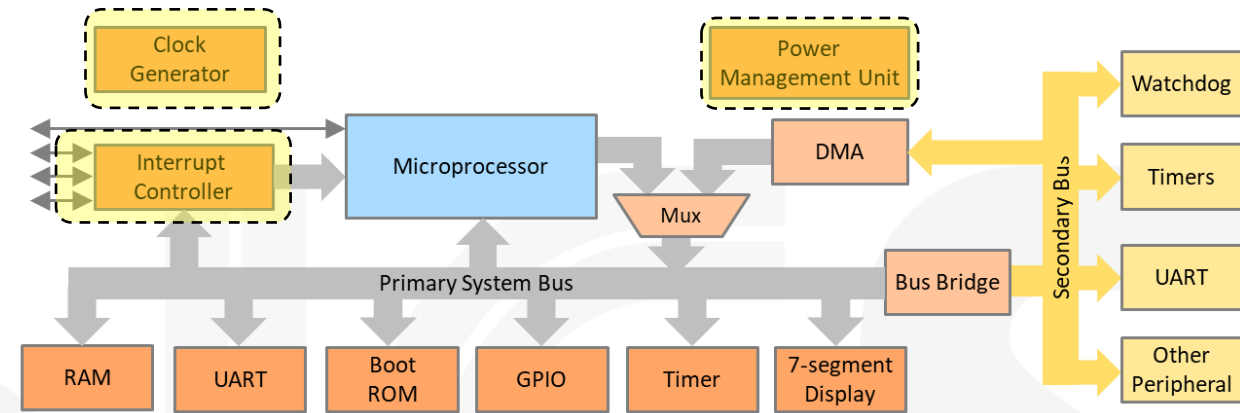 Clock
Generator
Power
Management Unit
Watchdog
Interrupt
Controller
Microprocessor
DMA
Timers
Mux
Secondary Bus
Primary System Bus
Bus Bridge
UART
RAM
UART
Boot
ROM
GPIO
Timer
7-segment
Display
Other
Peripheral